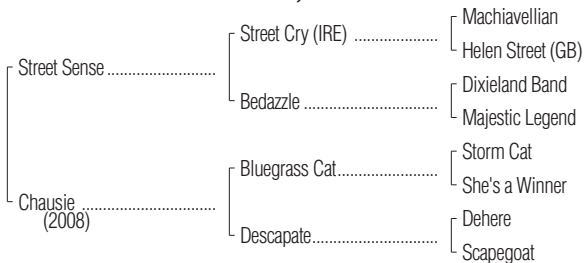 Machiavellian
Street Cry (IRE) ..................
Helen Street (GB)
Street Sense ........................
Dixieland Band
Bedazzle .............................
Majestic Legend
Storm Cat
Bluegrass Cat......................
She's a Winner
Chausie ..............................
(2008)
Dehere
Descapate...........................
Scapegoat